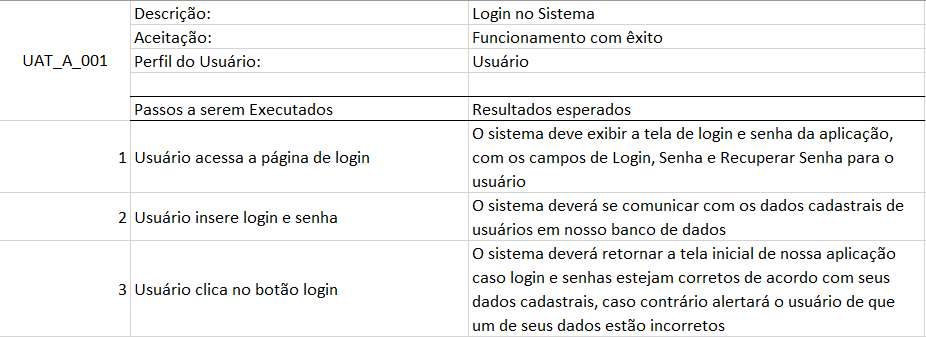 Descrição: Login no Sistema
Aceitação: Funcionamento com êxito
UAT_A_001 Perfil do Usuário: Usuário
Passos a serem Executados Resultados esperados
1 Usuário acessa a página de login
O sistema deve exibir a tela de login e senha da aplicação,
com os campos de Login, Senha e Recuperar Senha para o
usuário
2 Usuário insere login e senha
O sistema deverá se comunicar com os dados cadastrais de
usuários em nosso banco de dados
3 Usuário clica no botão login
O sistema deverá retornar a tela inicial de nossa aplicação
caso login e senhas estejam corretos de acordo com seus
dados cadastrais, caso contrário alertará o usuário de que
um de seus dados estão incorretos